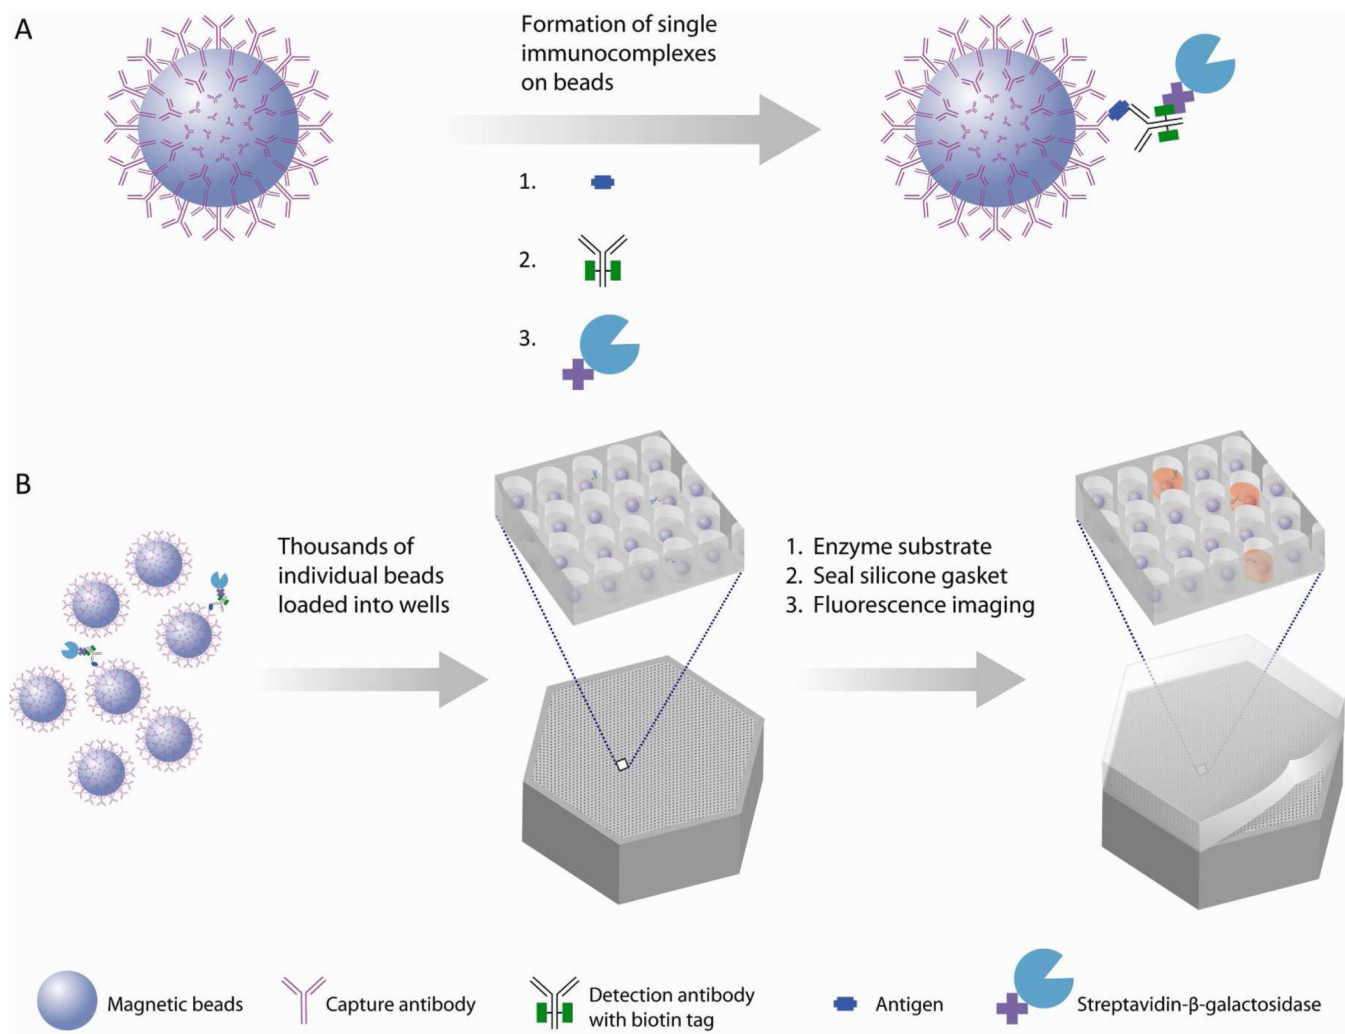 A
Formation of single
immunocomplexes
on beads
1.
2.
3.
B
Thousands of
individual beads
loaded into wells
1. Enzyme substrate
2. Seal silicone gasket
3. Fluorescence imaging
Magnetic beads
Capture antibody
Detection antibody
with biotin tag
Antigen
Streptavidin-β-galactosidase